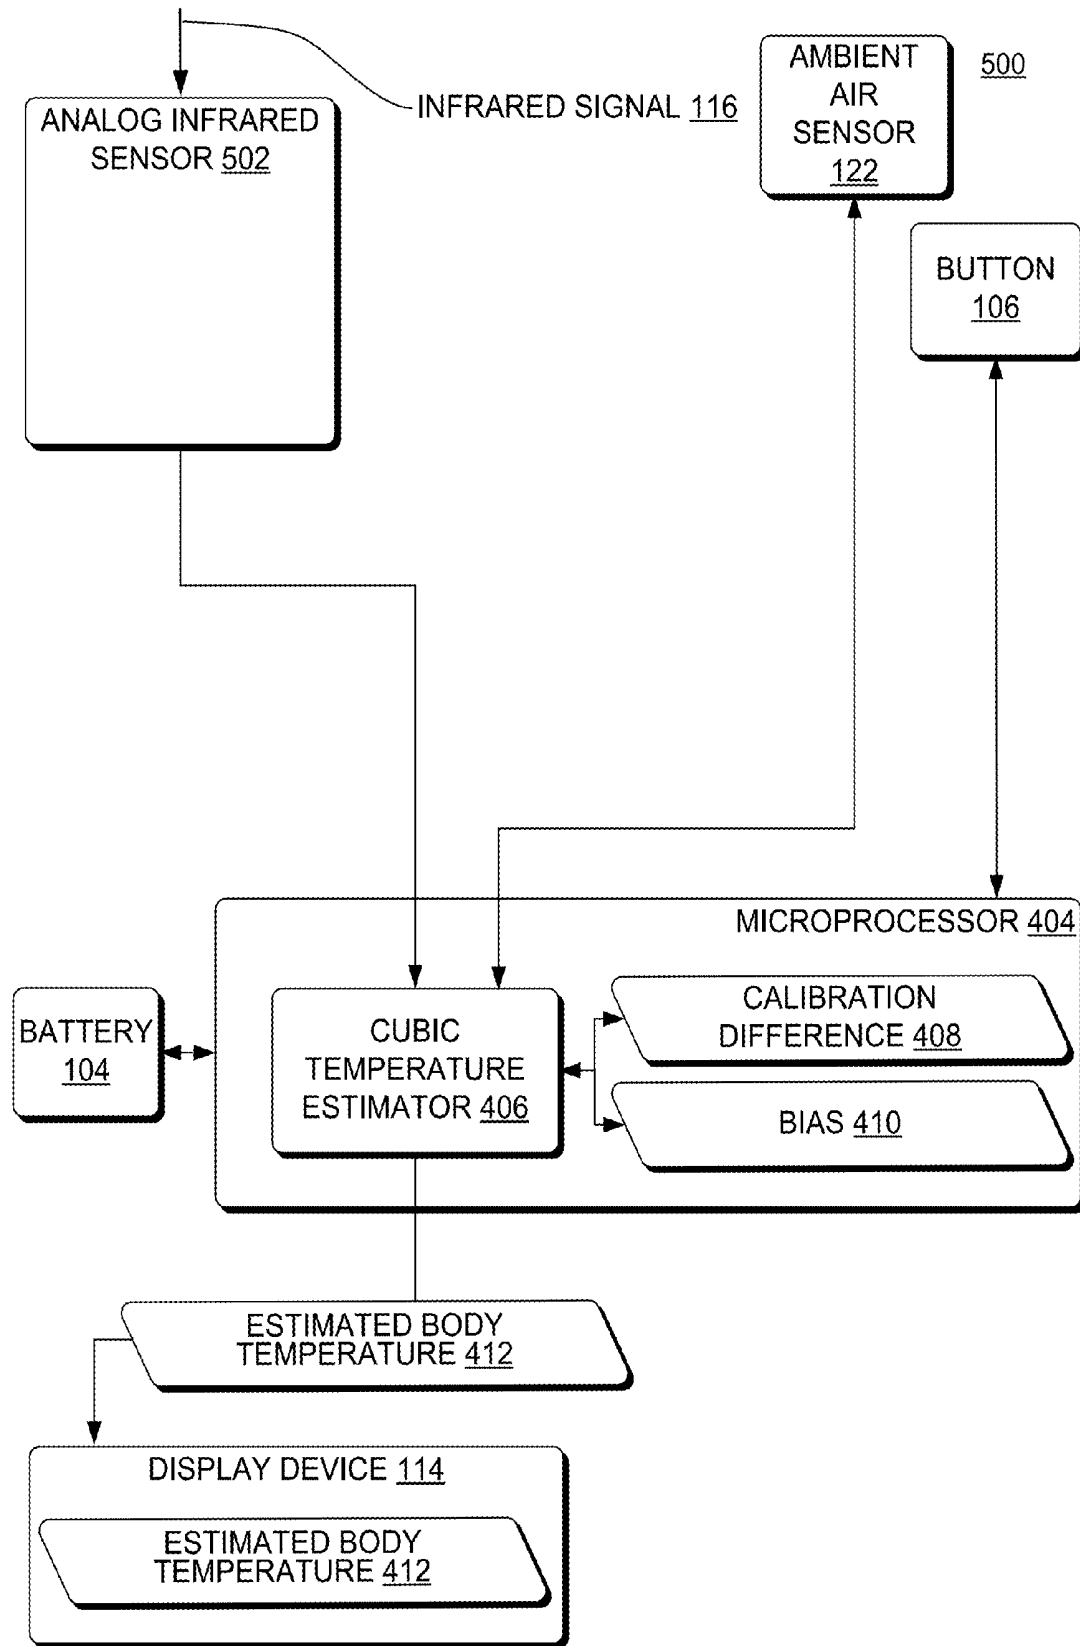 INFRARED SIGNAL 116
AMBIENT
AIR
SENSOR
122
500
ANALOG INFRARED
SENSOR 502
BUTTON
106
MICROPROCESSOR 404
BATTERY
104
CUBIC
TEMPERATURE
ESTIMATOR 406
CALIBRATION
DIFFERENCE 408
BIAS 410
ESTIMATED BODY
TEMPERATURE 412
DISPLAY DEVICE 114
ESTIMATED BODY
TEMPERATURE 412